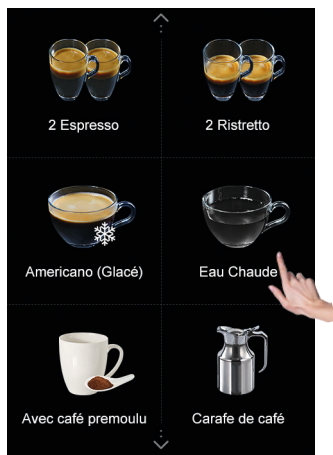 2 Espresso
2 Ristretto
Americano (Glacé)
Eau Chaude
Avec café premoulu
Carafe de café